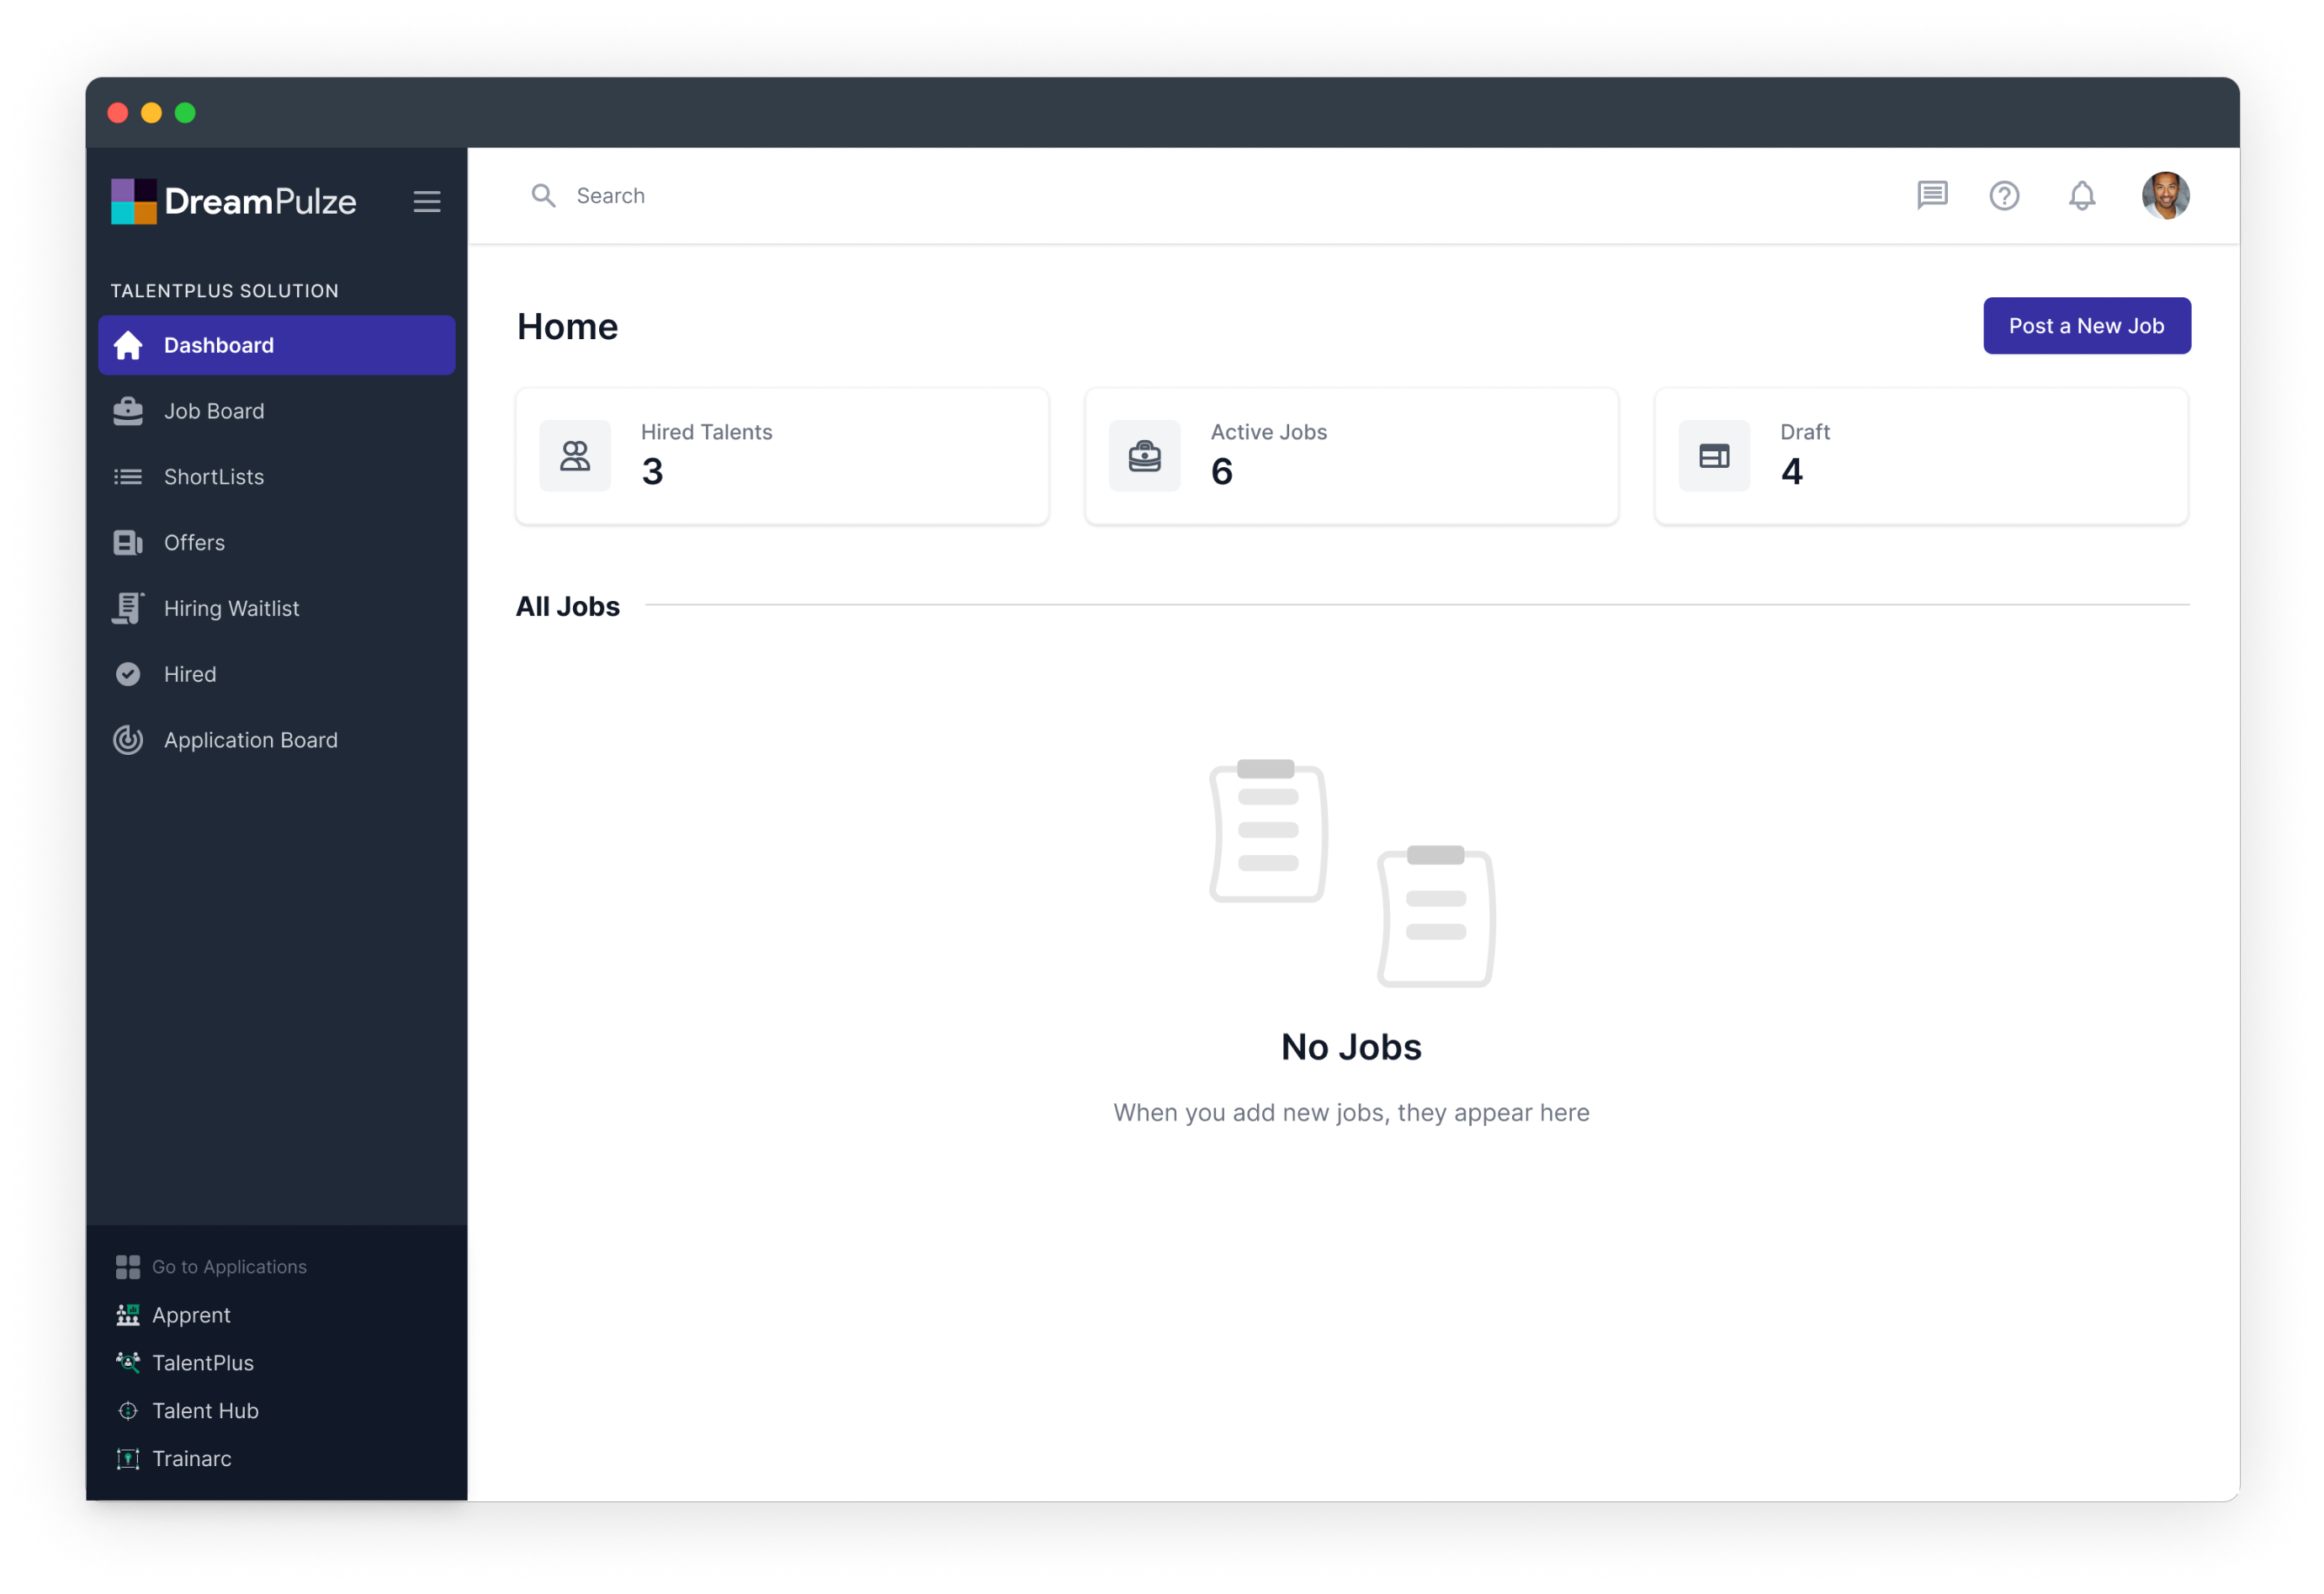 DreamPulze
Search
TALENTPLUS SOLUTION
Dashboard
Job Board
ShortLists
Offers
Hiring Waitlist
Hired
Application Board
Go to Applications
Apprent
TalentPlus
Talent Hub
Trainarc
Home
Post a New Job
Hired Talents
3
Active Jobs
6
Draft
4
All Jobs
No Jobs
When you add new jobs, they appear here